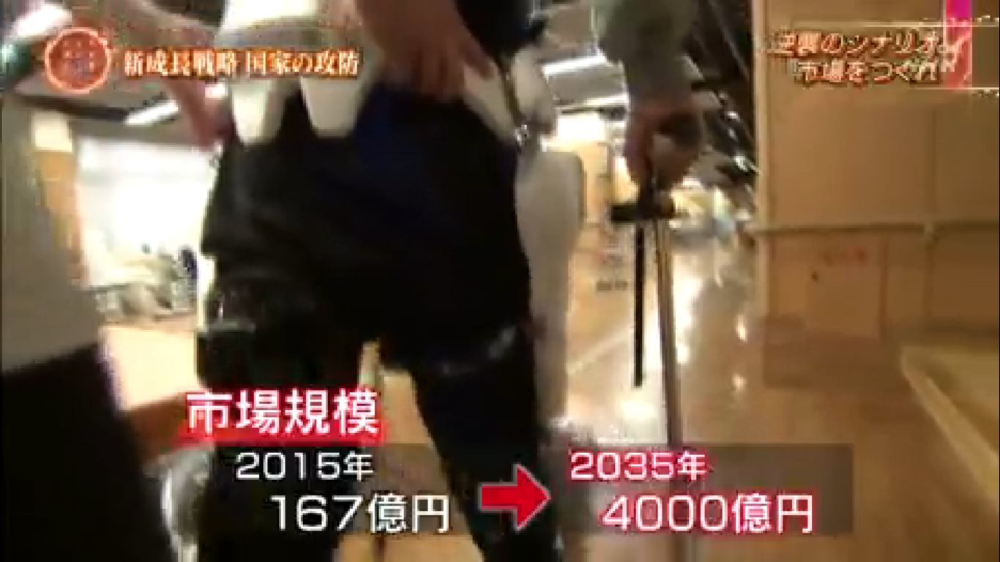 新成長戦略 国家の攻防
逆襲のシナリオ
"市場をつくれ"
市場規模
2015年
2035年
167億円
4000億円